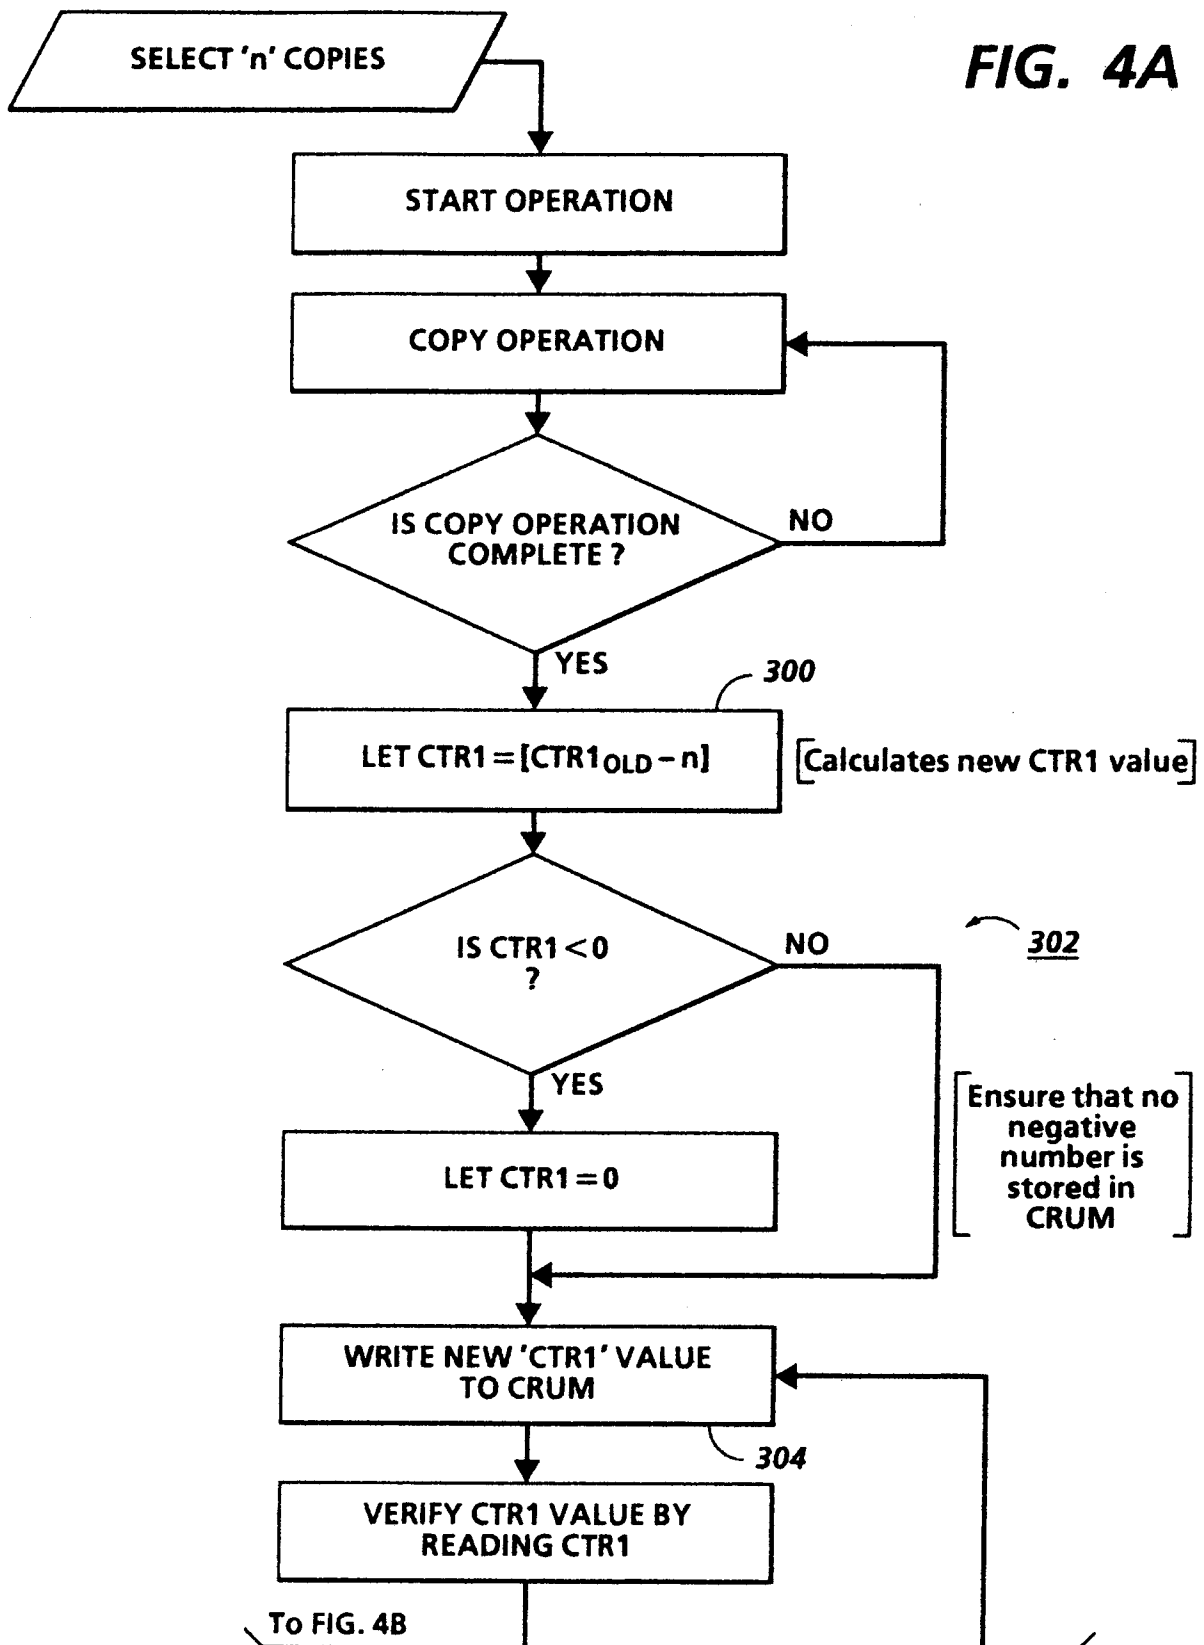 SELECT 'n' COPIES
FIG. 4A
START OPERATION
COPY OPERATION
IS COPY OPERATION
COMPLETE ?
NO
YES
300
LET CTR1 = [CTR1OLD – n]
[Calculates new CTR1 value]
IS CTR1 < 0
?
NO
302
YES
[Ensure that no
negative
number is
stored in
CRUM]
LET CTR1 = 0
WRITE NEW 'CTR1' VALUE
TO CRUM
304
VERIFY CTR1 VALUE BY
READING CTR1
To FIG. 4B